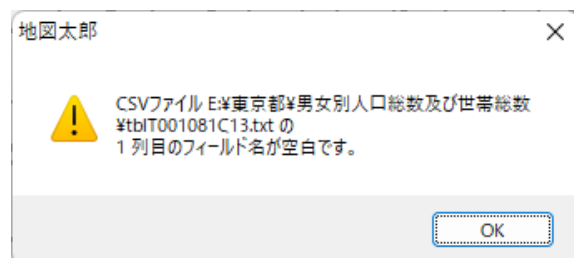 地図太郎
CSVファイル E:¥東京都¥男女別人口総数及び世帯総数
¥tblT001081C13.txt の
1 列目のフィールド名が空白です。
OK